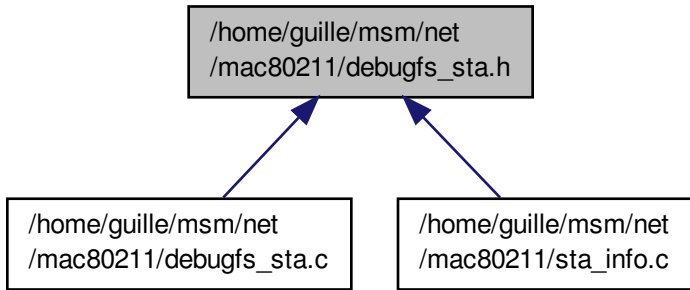 /home/guille/msm/net
/mac80211/debugfs_sta.h
/home/guille/msm/net
/mac80211/debugfs_sta.c
/home/guille/msm/net
/mac80211/sta_info.c